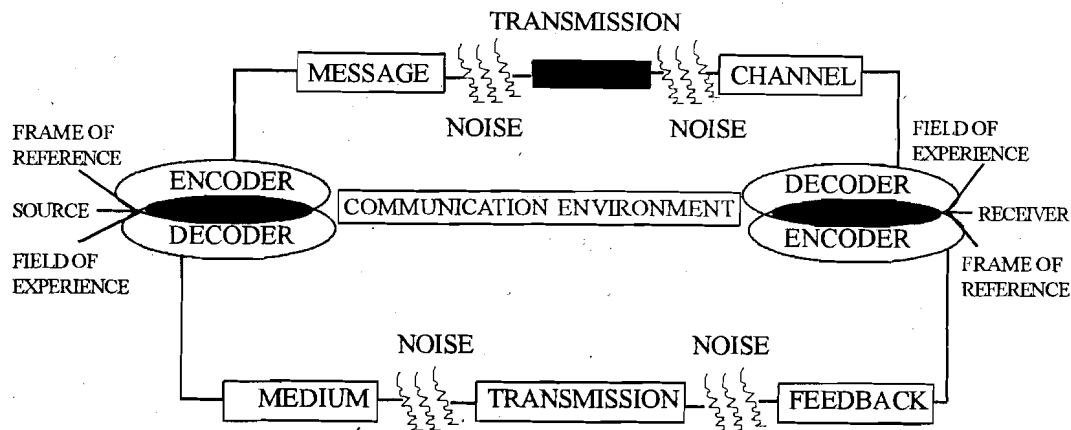 TRANSMISSION
MESSAGE
CHANNEL
NOISE
NOISE
FRAME OF
REFERENCE
FIELD OF
EXPERIENCE
ENCODER
DECODER
SOURCE
COMMUNICATION ENVIRONMENT
RECEIVER
DECODER
ENCODER
FIELD OF
EXPERIENCE
FRAME OF
REFERENCE
NOISE
NOISE
MEDIUM
TRANSMISSION
FEEDBACK